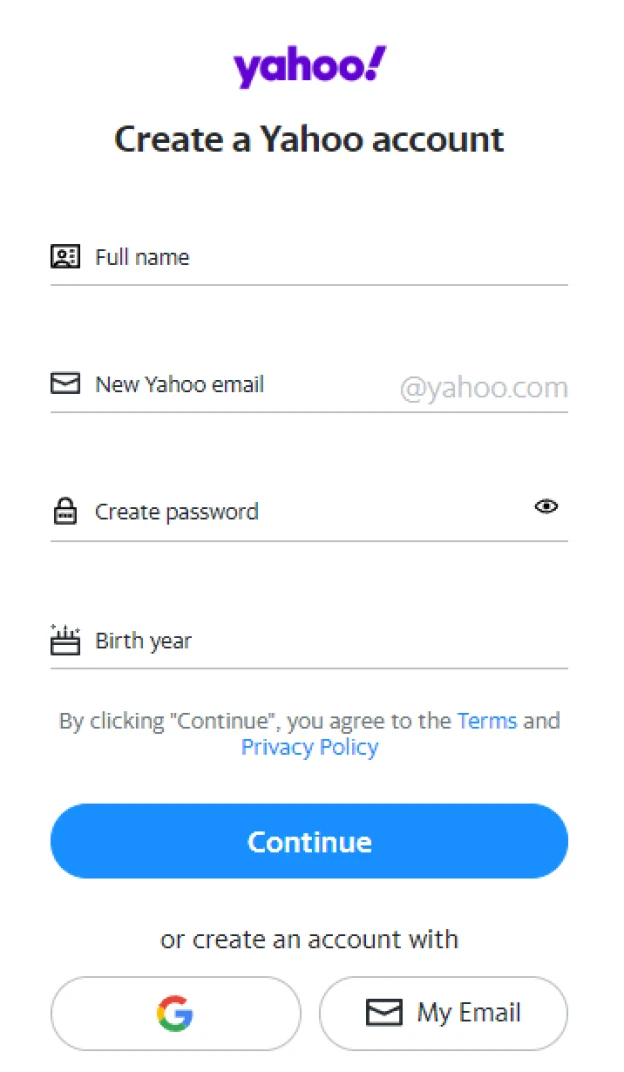 yahoo!
Create a Yahoo account
Full name
New Yahoo email @yahoo.com
Create password
Birth year
By clicking "Continue", you agree to the Terms and
Privacy Policy
Continue
or create an account with
My Email